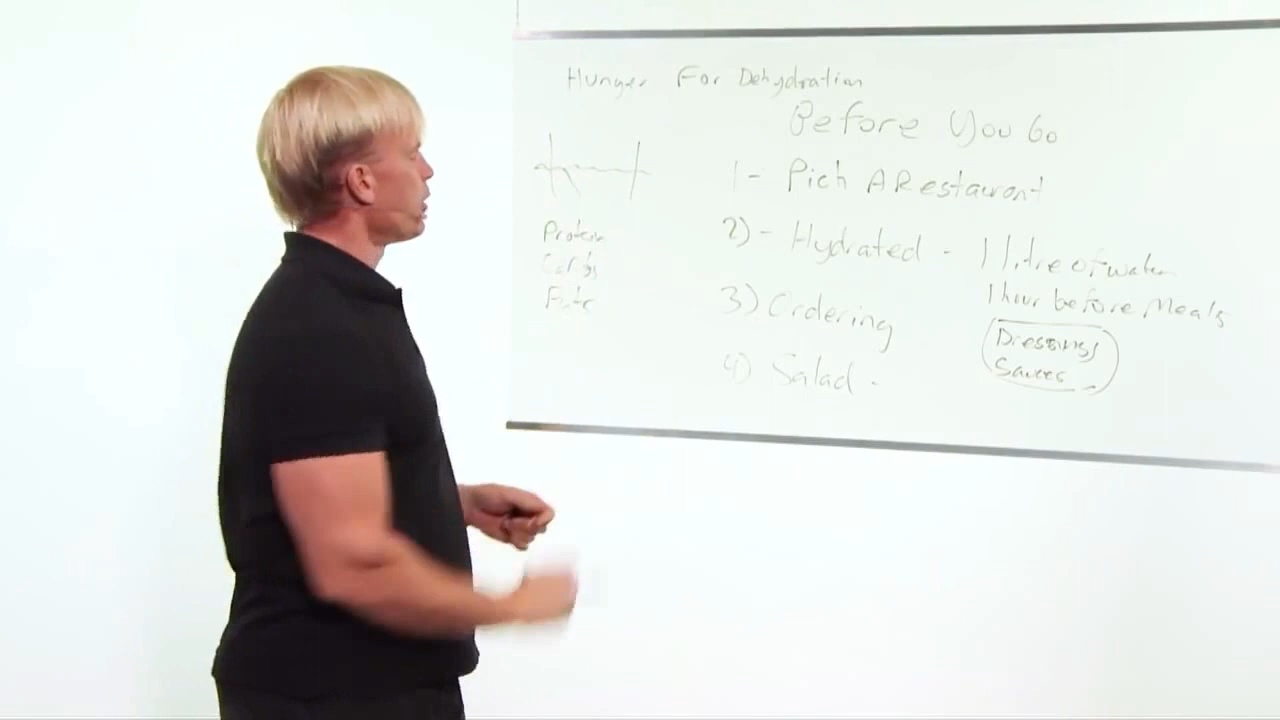 Hunger For Dehydration
Before You Go
1- Pich A Restaurant
2)- Hydrated - 1 litre of water
1 hour before Meals
3) Ordering
Dressings
Sauces
4) Salad -
Protein
Carbs